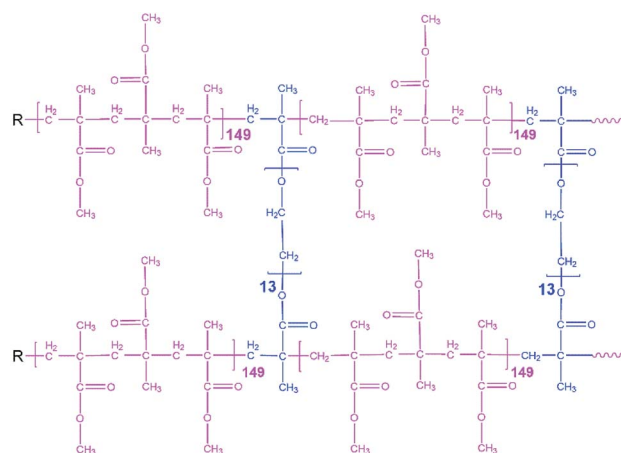 CH3 CH3
O O
O C O C
CH3 CH3 CH3 CH3 CH3 CH3
H2 H2 H2 H2 H2 H2 H2
R C C C C CH2 C C C
149 149
C O CH3 C O C O C O CH3 C O C O
O O O O O O
CH3 CH3 H2C CH3 CH3 H2C
CH3 CH2 CH3 CH2
O 13 O O 13 O
O C C O O C C O
CH3 CH3 CH3 CH3
H2 H2 H2 H2 H2 H2 H2
R C C C C CH2 C C C
149 149
C O CH3 C O CH3 C O CH3 C O CH3
O O O O
CH3 CH3 CH3 CH3